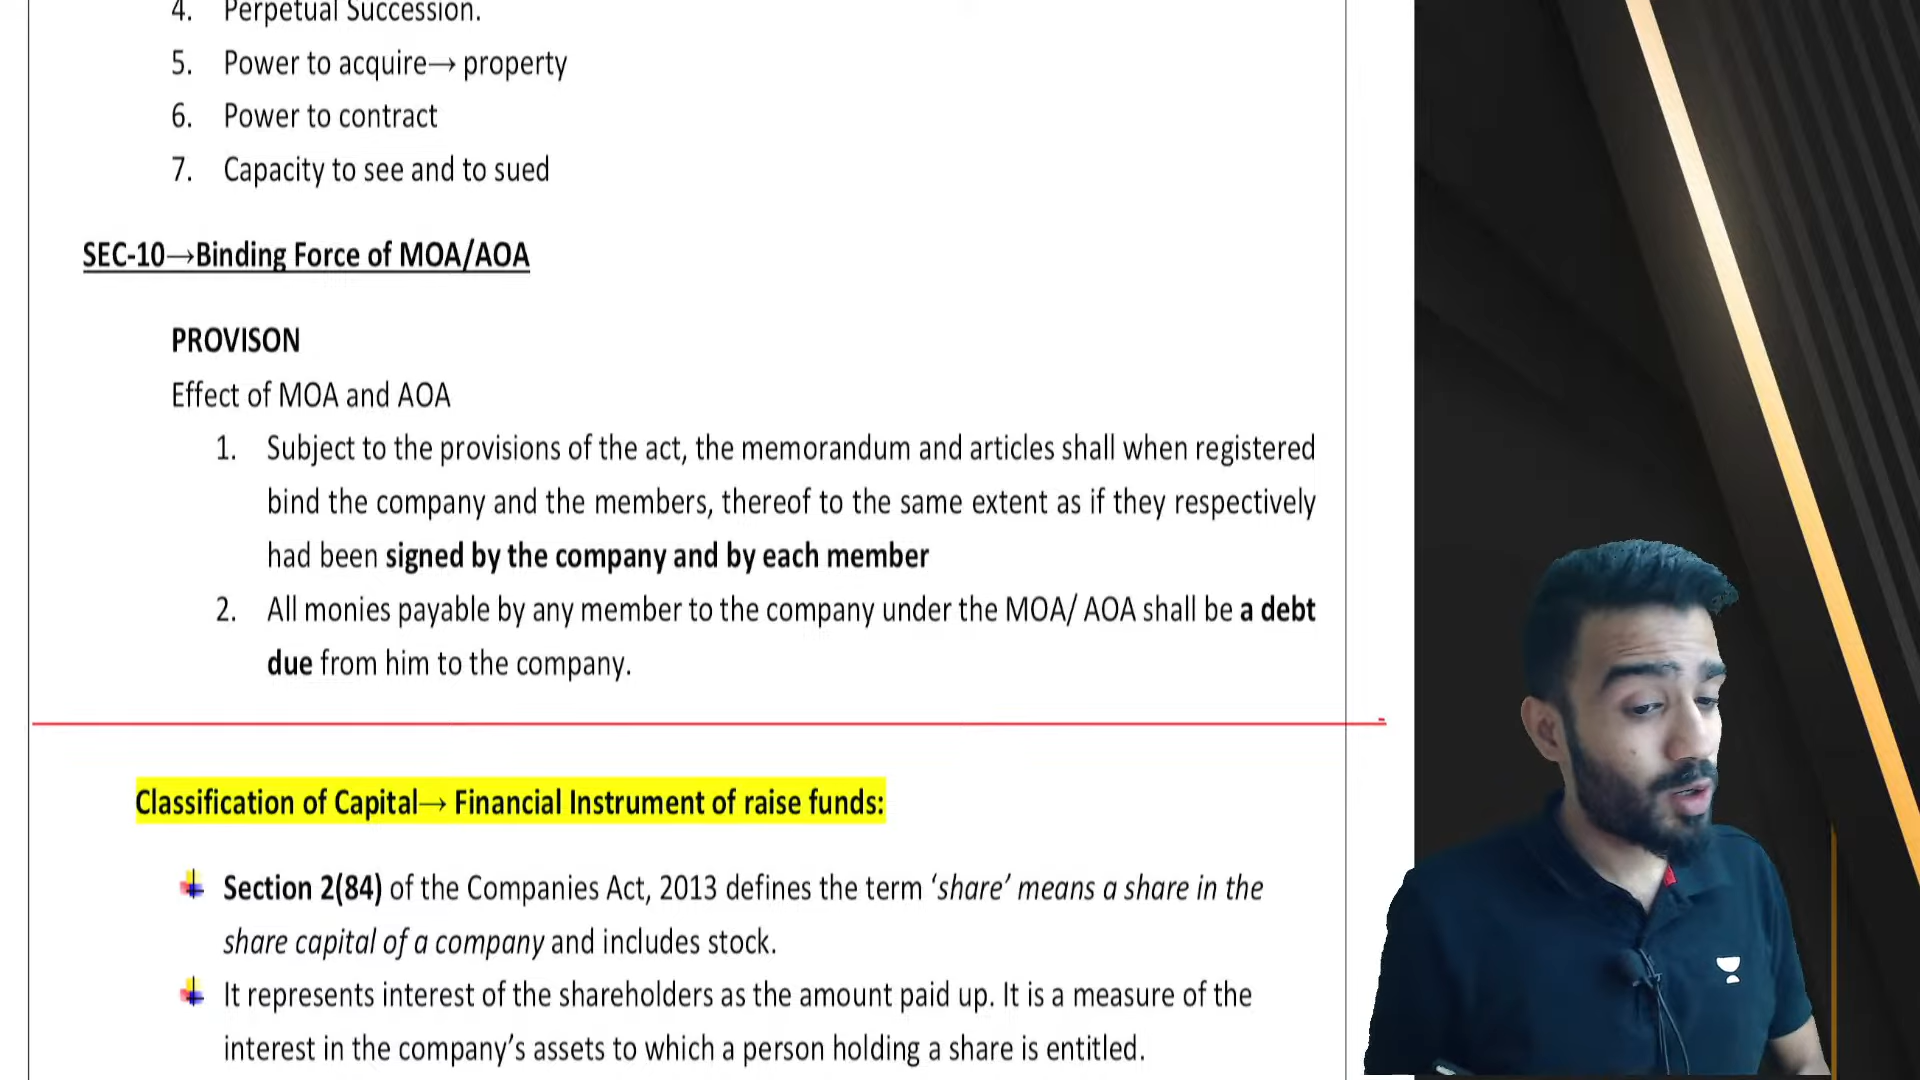 4. Perpetual Succession.
5. Power to acquire→ property
6. Power to contract
7. Capacity to see and to sued
SEC-10→Binding Force of MOA/AOA
PROVISON
Effect of MOA and AOA
1. Subject to the provisions of the act, the memorandum and articles shall when registered
bind the company and the members, thereof to the same extent as if they respectively
had been signed by the company and by each member
2. All monies payable by any member to the company under the MOA/ AOA shall be a debt
due from him to the company.
Classification of Capital→ Financial Instrument of raise funds:
Section 2(84) of the Companies Act, 2013 defines the term ‘share’ means a share in the
share capital of a company and includes stock.
It represents interest of the shareholders as the amount paid up. It is a measure of the
interest in the company’s assets to which a person holding a share is entitled.